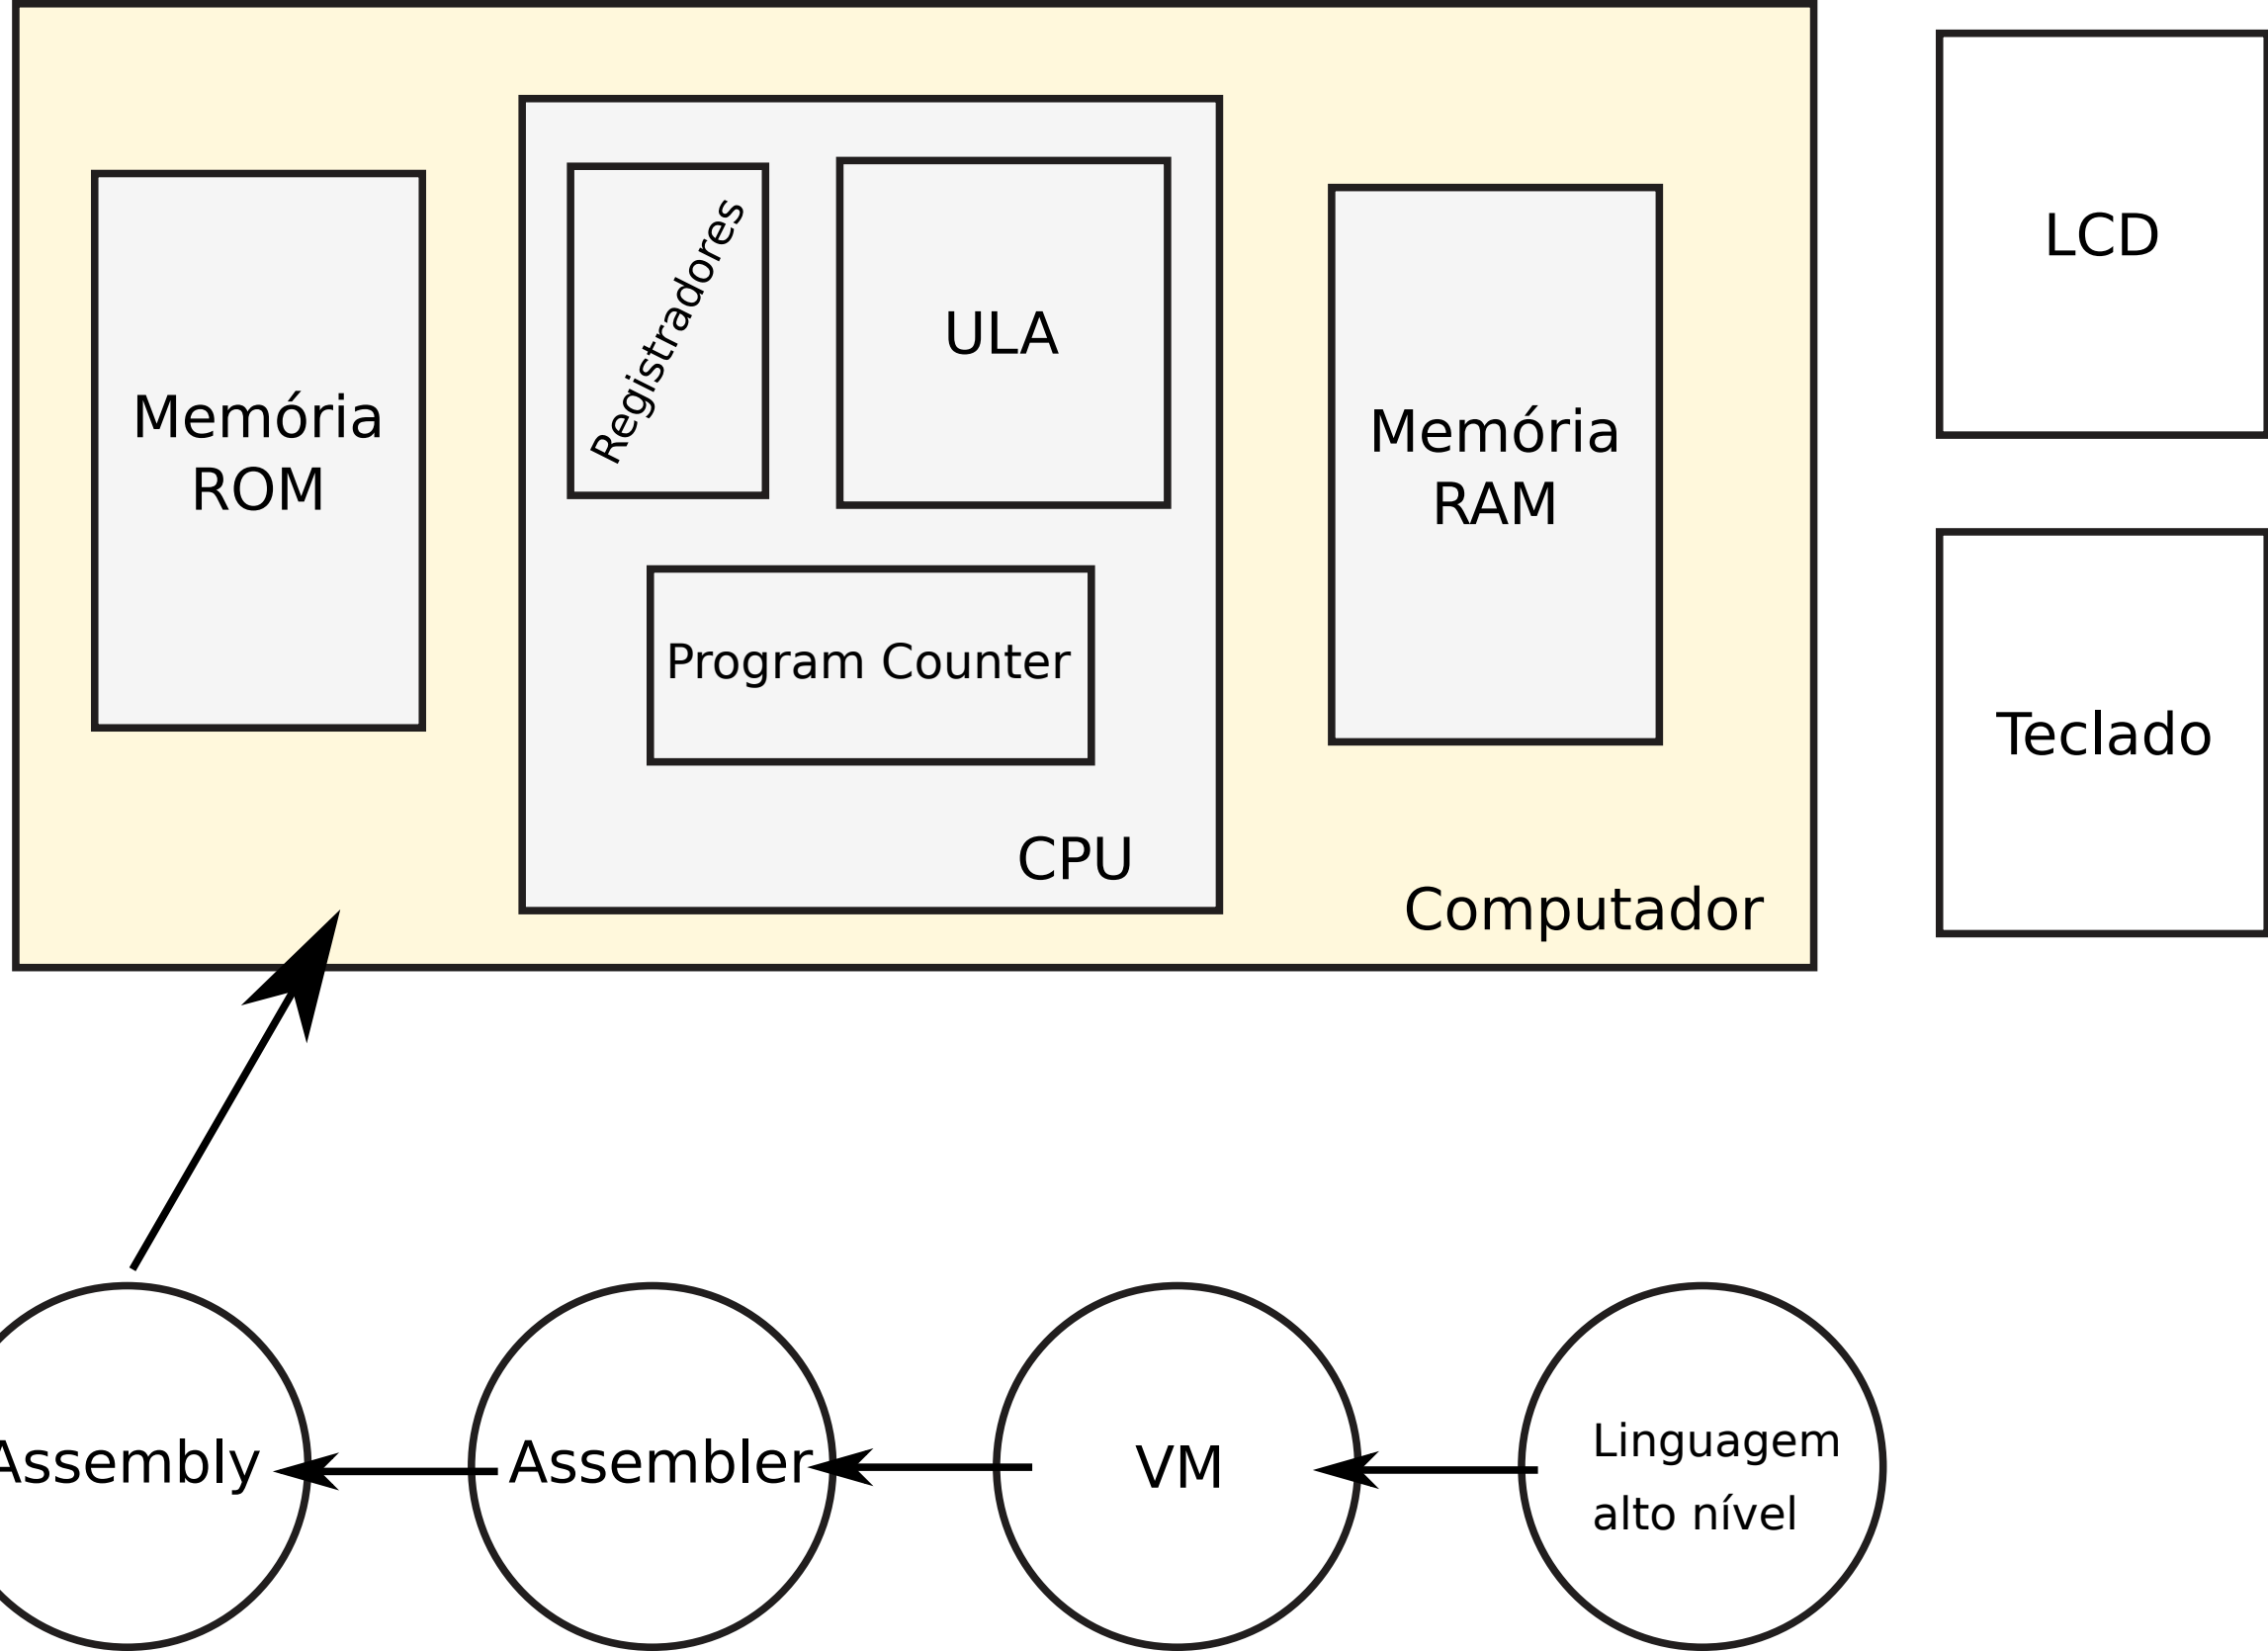 Memória
ROM
Registradores
ULA
Program Counter
CPU
Memória
RAM
Computador
LCD
Teclado
Assembly
Assembler
VM
Linguagem
alto nível